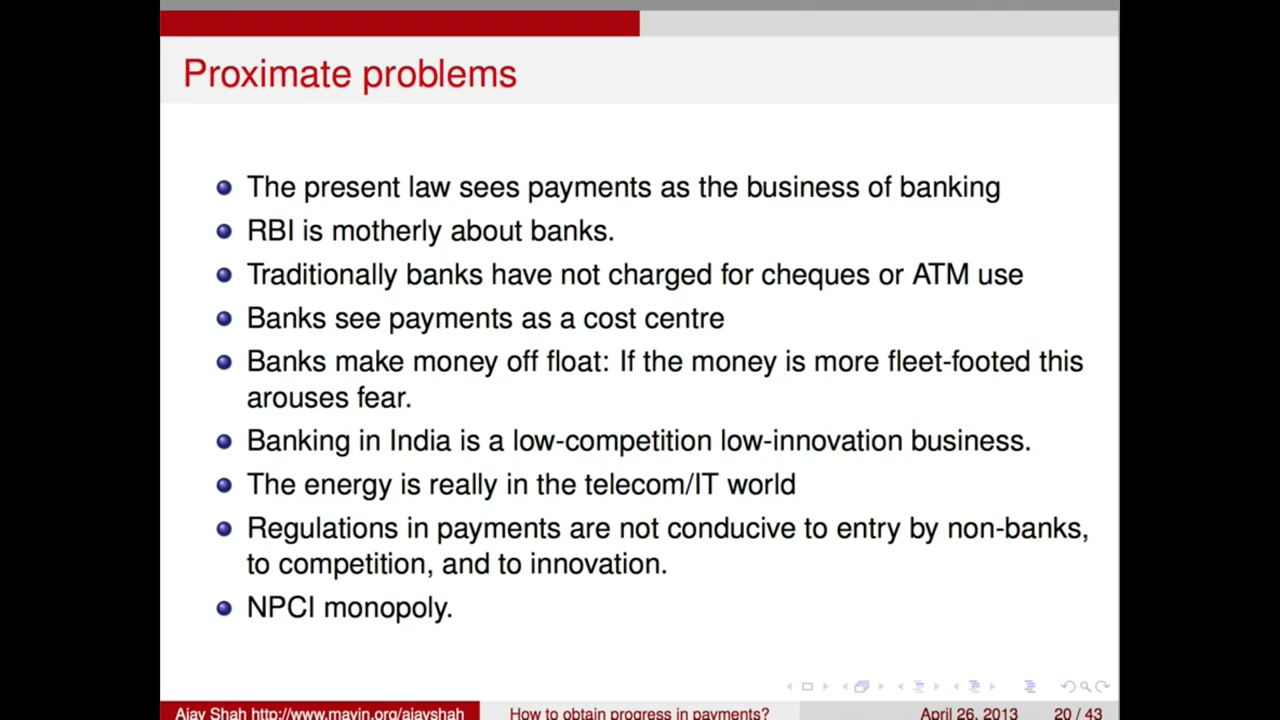 Proximate problems
The present law sees payments as the business of banking
RBI is motherly about banks.
Traditionally banks have not charged for cheques or ATM use
Banks see payments as a cost centre
Banks make money off float: If the money is more fleet-footed this
arouses fear.
Banking in India is a low-competition low-innovation business.
The energy is really in the telecom/IT world
Regulations in payments are not conducive to entry by non-banks,
to competition, and to innovation.
NPCI monopoly.
Ajay Shah http://www.mayin.org/ajayshah How to obtain progress in payments? April 26, 2013 20 / 43